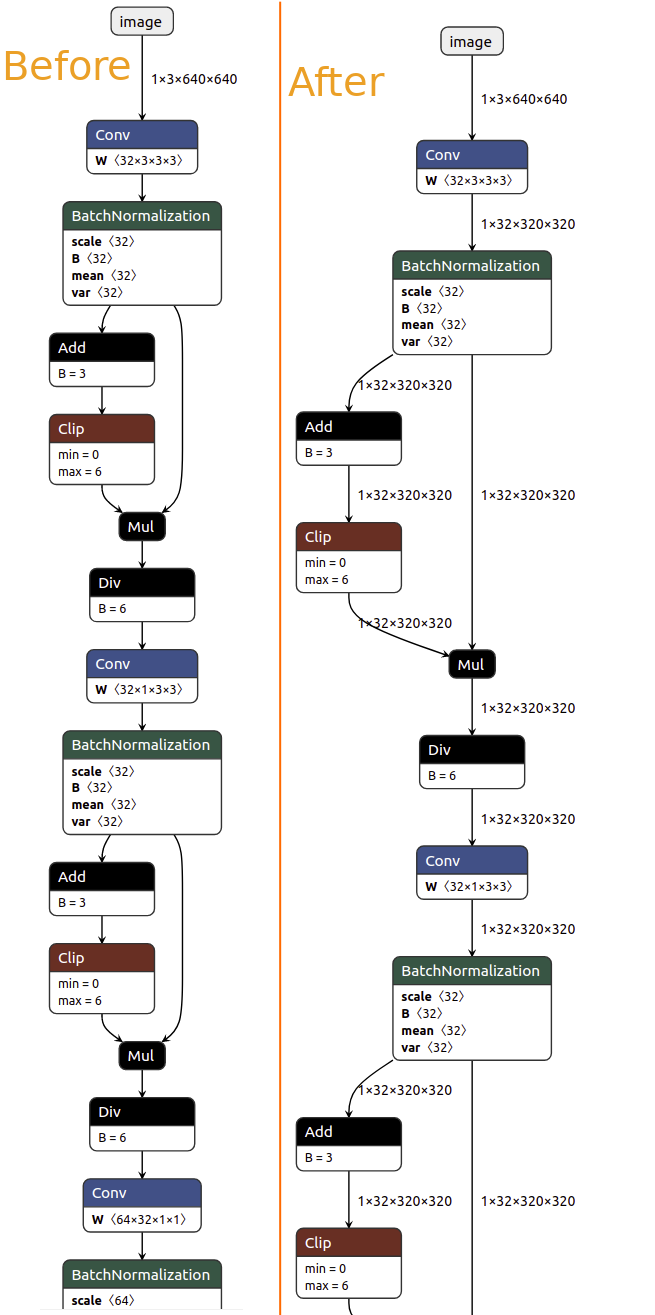 Before
image
1×3×640×640
Conv
W〈32×3×3×3〉
BatchNormalization
scale〈32〉
B〈32〉
mean〈32〉
var〈32〉
Add
B = 3
Clip
min = 0
max = 6
Mul
Div
B = 6
Conv
W〈32×1×3×3〉
BatchNormalization
scale〈32〉
B〈32〉
mean〈32〉
var〈32〉
Add
B = 3
Clip
min = 0
max = 6
Mul
Div
B = 6
Conv
W〈64×32×1×1〉
BatchNormalization
scale〈64〉
After
image
1×3×640×640
Conv
W〈32×3×3×3〉
1×32×320×320
BatchNormalization
scale〈32〉
B〈32〉
mean〈32〉
var〈32〉
1×32×320×320
Add
B = 3
1×32×320×320
1×32×320×320
Clip
min = 0
max = 6
1×32×320×320
Mul
1×32×320×320
Div
B = 6
1×32×320×320
Conv
W〈32×1×3×3〉
1×32×320×320
BatchNormalization
scale〈32〉
B〈32〉
mean〈32〉
var〈32〉
1×32×320×320
Add
B = 3
1×32×320×320
1×32×320×320
Clip
min = 0
max = 6